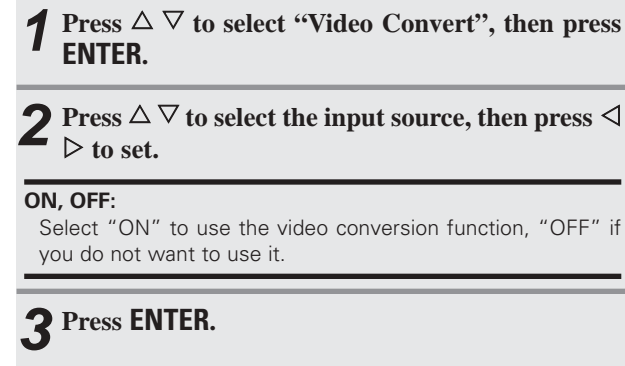 1 Press △ ▽ to select “Video Convert”, then press
ENTER.
2 Press △ ▽ to select the input source, then press ◁
▷ to set.
ON, OFF:
Select “ON” to use the video conversion function, “OFF” if
you do not want to use it.
3 Press ENTER.